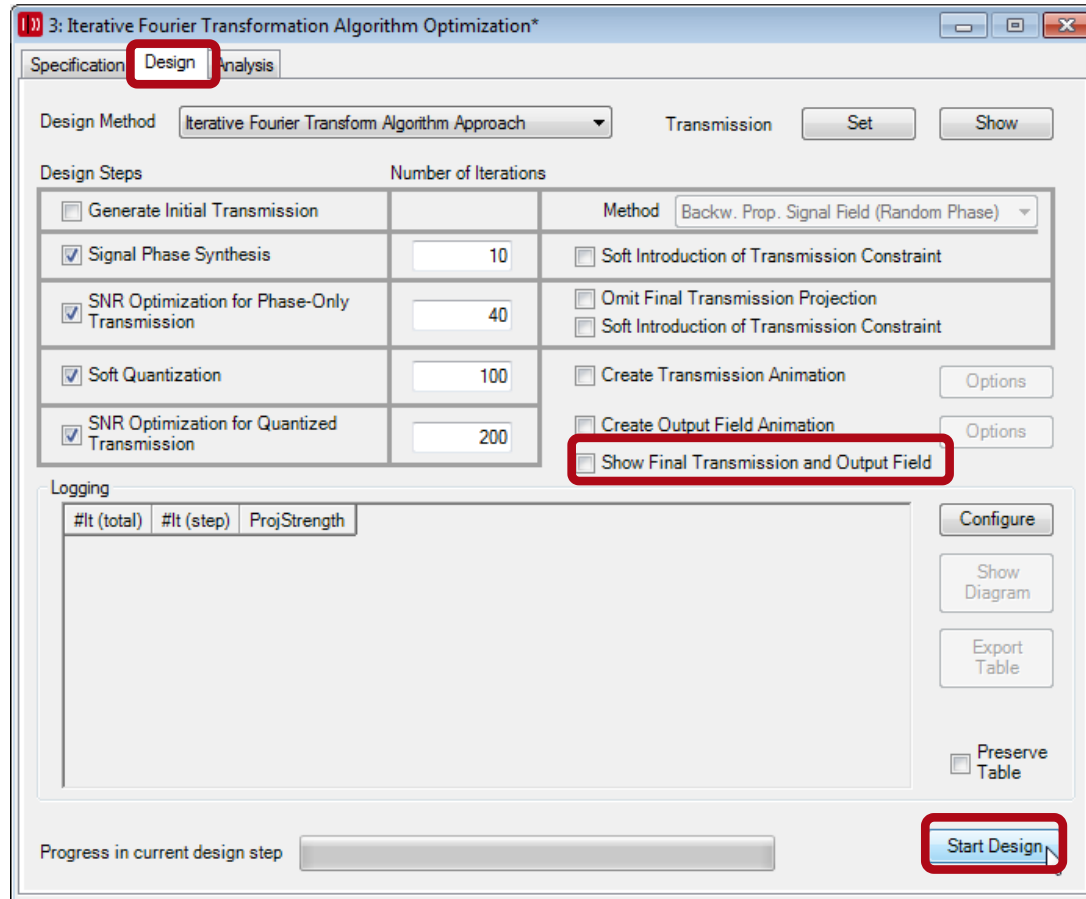 3: Iterative Fourier Transformation Algorithm Optimization*
Specification Design Analysis
Design Method Iterative Fourier Transform Algorithm Approach Transmission Set Show
Design Steps Number of Iterations
Generate Initial Transmission Method Backw. Prop. Signal Field (Random Phase)
Signal Phase Synthesis 10 Soft Introduction of Transmission Constraint
SNR Optimization for Phase-Only
Transmission
40
Omit Final Transmission Projection
Soft Introduction of Transmission Constraint
Soft Quantization 100 Create Transmission Animation Options
SNR Optimization for Quantized
Transmission
200
Create Output Field Animation Options
Show Final Transmission and Output Field
Logging
#It (total) #It (step) ProjStrength
Configure
Show
Diagram
Export
Table
Preserve
Table
Progress in current design step Start Design